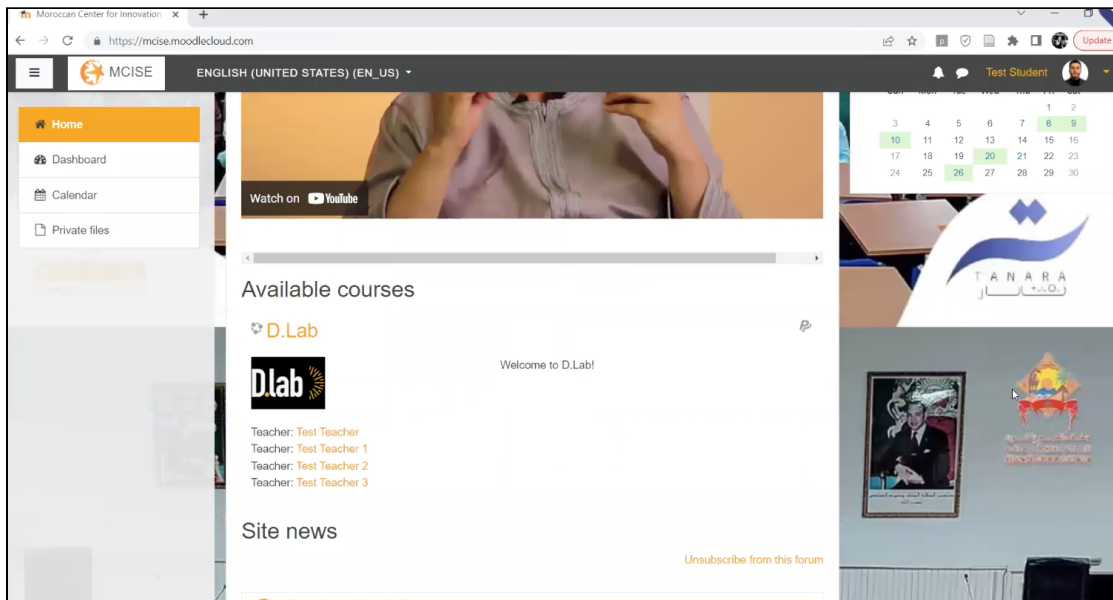 Moroccan Center for Innovation
https://mcise.moodlecloud.com
Update
MCISE
ENGLISH (UNITED STATES) (EN_US)
Test Student
Home
Dashboard
Calendar
Private files
Watch on YouTube
1 2
3 4 5 6 7 8 9
10 11 12 13 14 15 16
17 18 19 20 21 22 23
24 25 26 27 28 29 30
TANARA
Available courses
D.Lab
D.lab
Welcome to D.Lab!
Teacher: Test Teacher
Teacher: Test Teacher 1
Teacher: Test Teacher 2
Teacher: Test Teacher 3
Site news
Unsubscribe from this forum